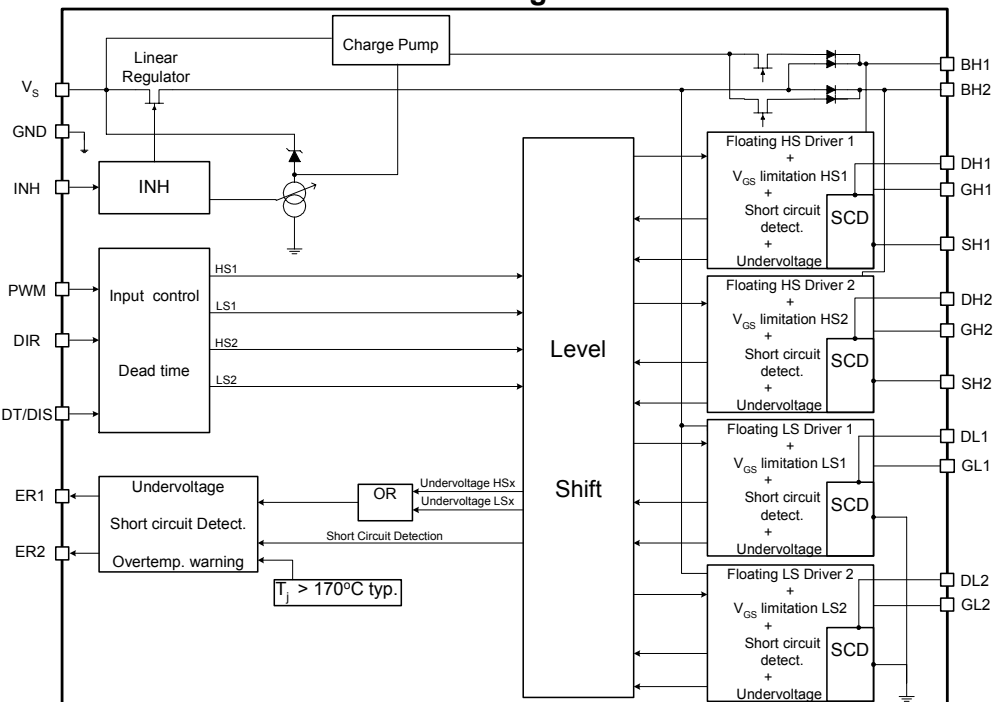 Charge Pump
Linear
Regulator
VS
GND
INH
INH
BH1
BH2
Floating HS Driver 1
+
VGS limitation HS1
+
Short circuit
detect.
+
Undervoltage
SCD
DH1
GH1
SH1
PWM
DIR
DT/DIS
Input control
Dead time
HS1
LS1
HS2
LS2
Level
Shift
Floating HS Driver 2
+
VGS limitation HS2
+
Short circuit
detect.
+
Undervoltage
SCD
DH2
GH2
SH2
Floating LS Driver 1
+
VGS limitation LS1
+
Short circuit
detect.
+
Undervoltage
SCD
DL1
GL1
ER1
ER2
Undervoltage
Short circuit Detect.
Overtemp. warning
OR
Undervoltage HSx
Undervoltage LSx
Short Circuit Detection
Tj > 170°C typ.
Floating LS Driver 2
+
VGS limitation LS2
+
Short circuit
detect.
+
Undervoltage
SCD
DL2
GL2